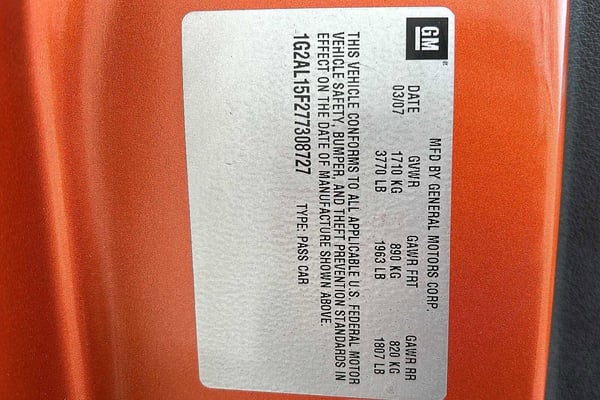 GM
MFD BY GENERAL MOTORS CORP.
DATE GVWR GAWR FRT GAWR RR
03/07 1710 KG 890 KG 820 KG
3770 LB 1963 LB 1807 LB
THIS VEHICLE CONFORMS TO ALL APPLICABLE U.S. FEDERAL MOTOR
VEHICLE SAFETY, BUMPER, AND THEFT PREVENTION STANDARDS IN
EFFECT ON THE DATE OF MANUFACTURE SHOWN ABOVE.
1G2AL15F277308727 TYPE: PASS CAR